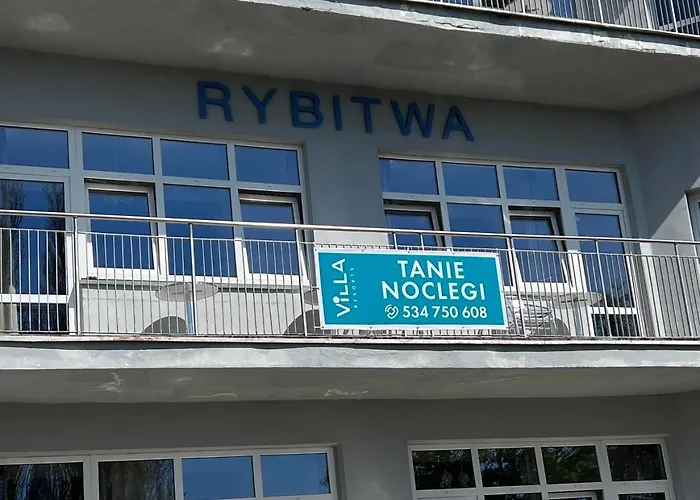 RYBITWA
ViLLA
RESORTS
TANIE
NOCLEGI
534 750 608